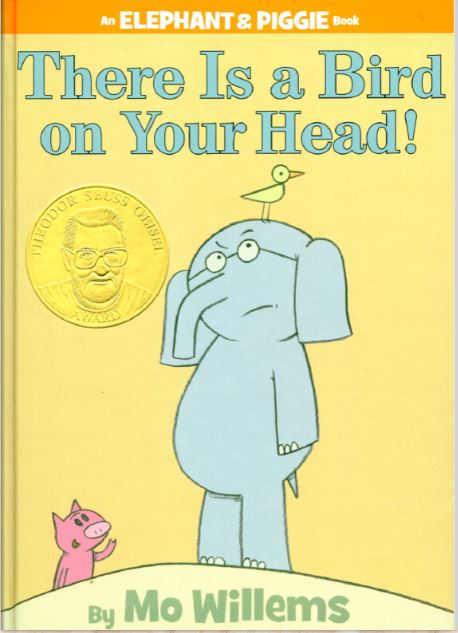 An ELEPHANT & PIGGIE Book
There Is a Bird
on Your Head!
THEODOR SEUSS GEISEL
AWARD
By Mo Willems